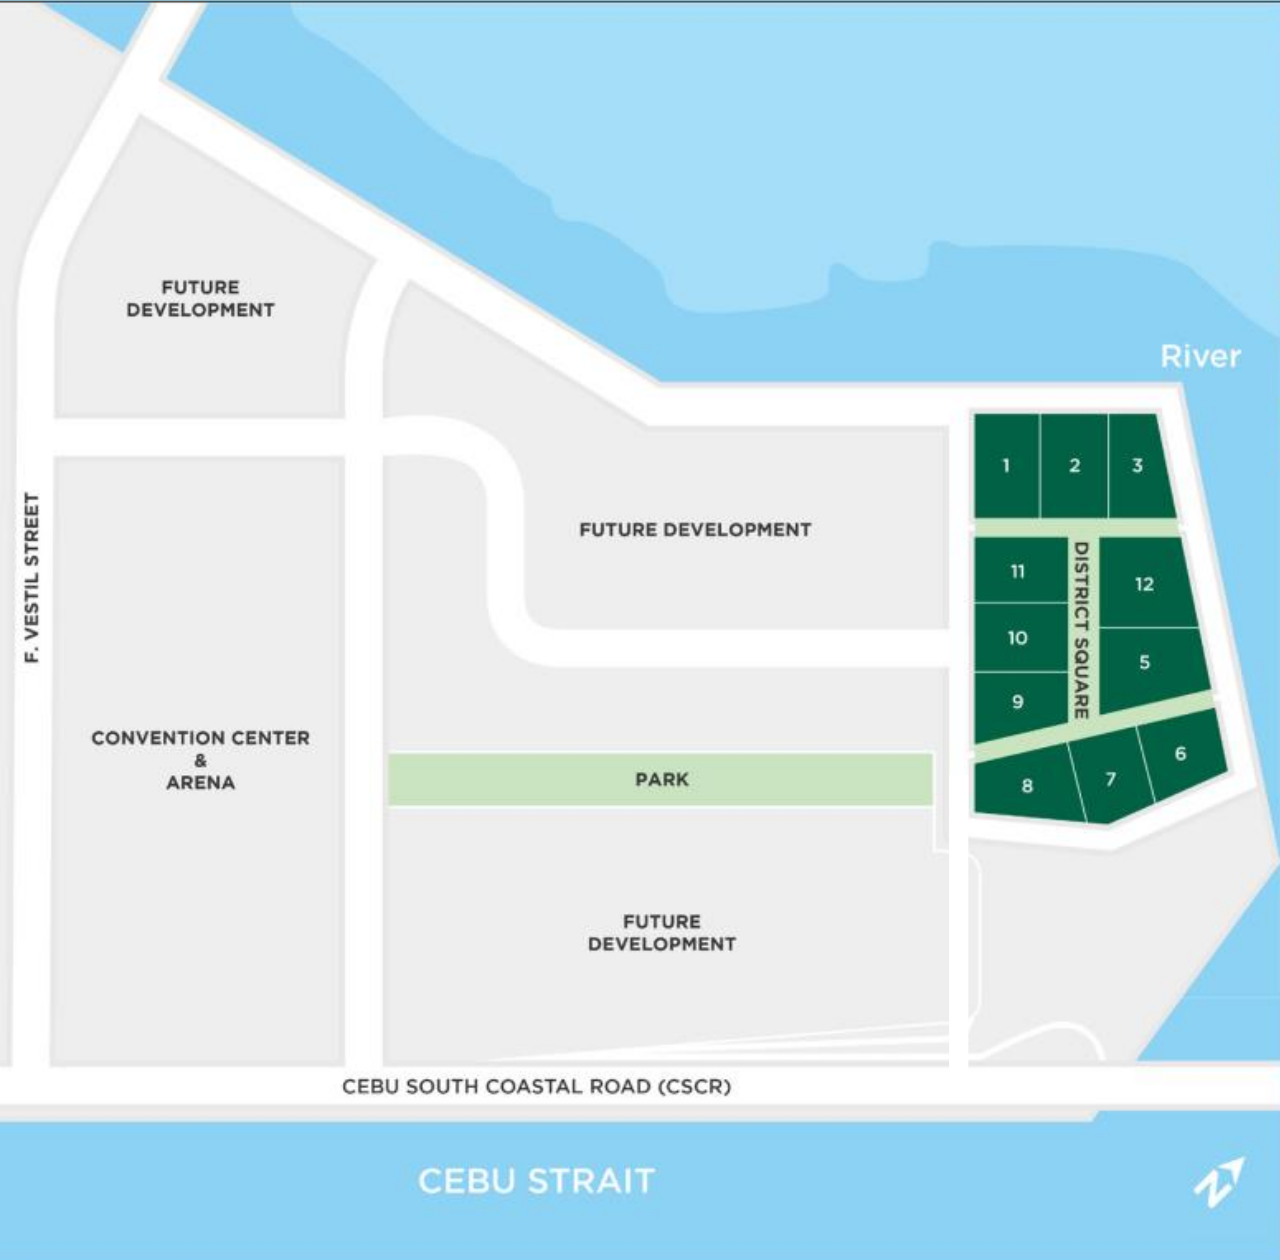 FUTURE
DEVELOPMENT
River
1
2
3
F. VESTIL STREET
FUTURE DEVELOPMENT
DISTRICT SQUARE
11
12
10
5
9
CONVENTION CENTER
&
ARENA
PARK
6
7
8
FUTURE
DEVELOPMENT
CEBU SOUTH COASTAL ROAD (CSCR)
CEBU STRAIT
N